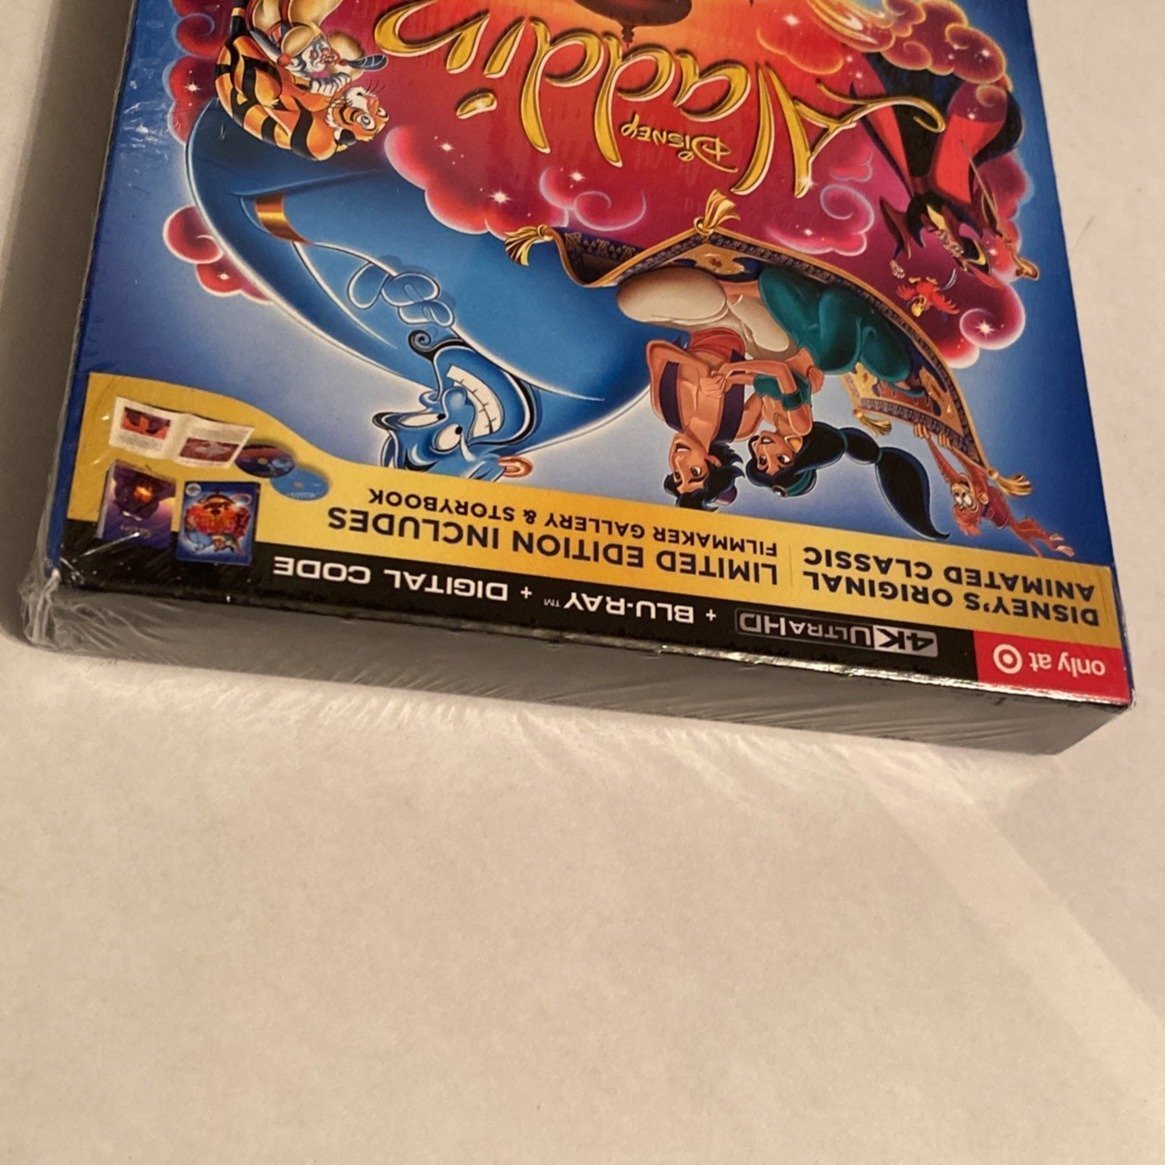 only at
4K ULTRA HD + BLU-RAY™ + DIGITAL CODE
DISNEY'S ORIGINAL
ANIMATED CLASSIC
LIMITED EDITION INCLUDES
FILMMAKER GALLERY & STORYBOOK
DISNEY
Aladdin